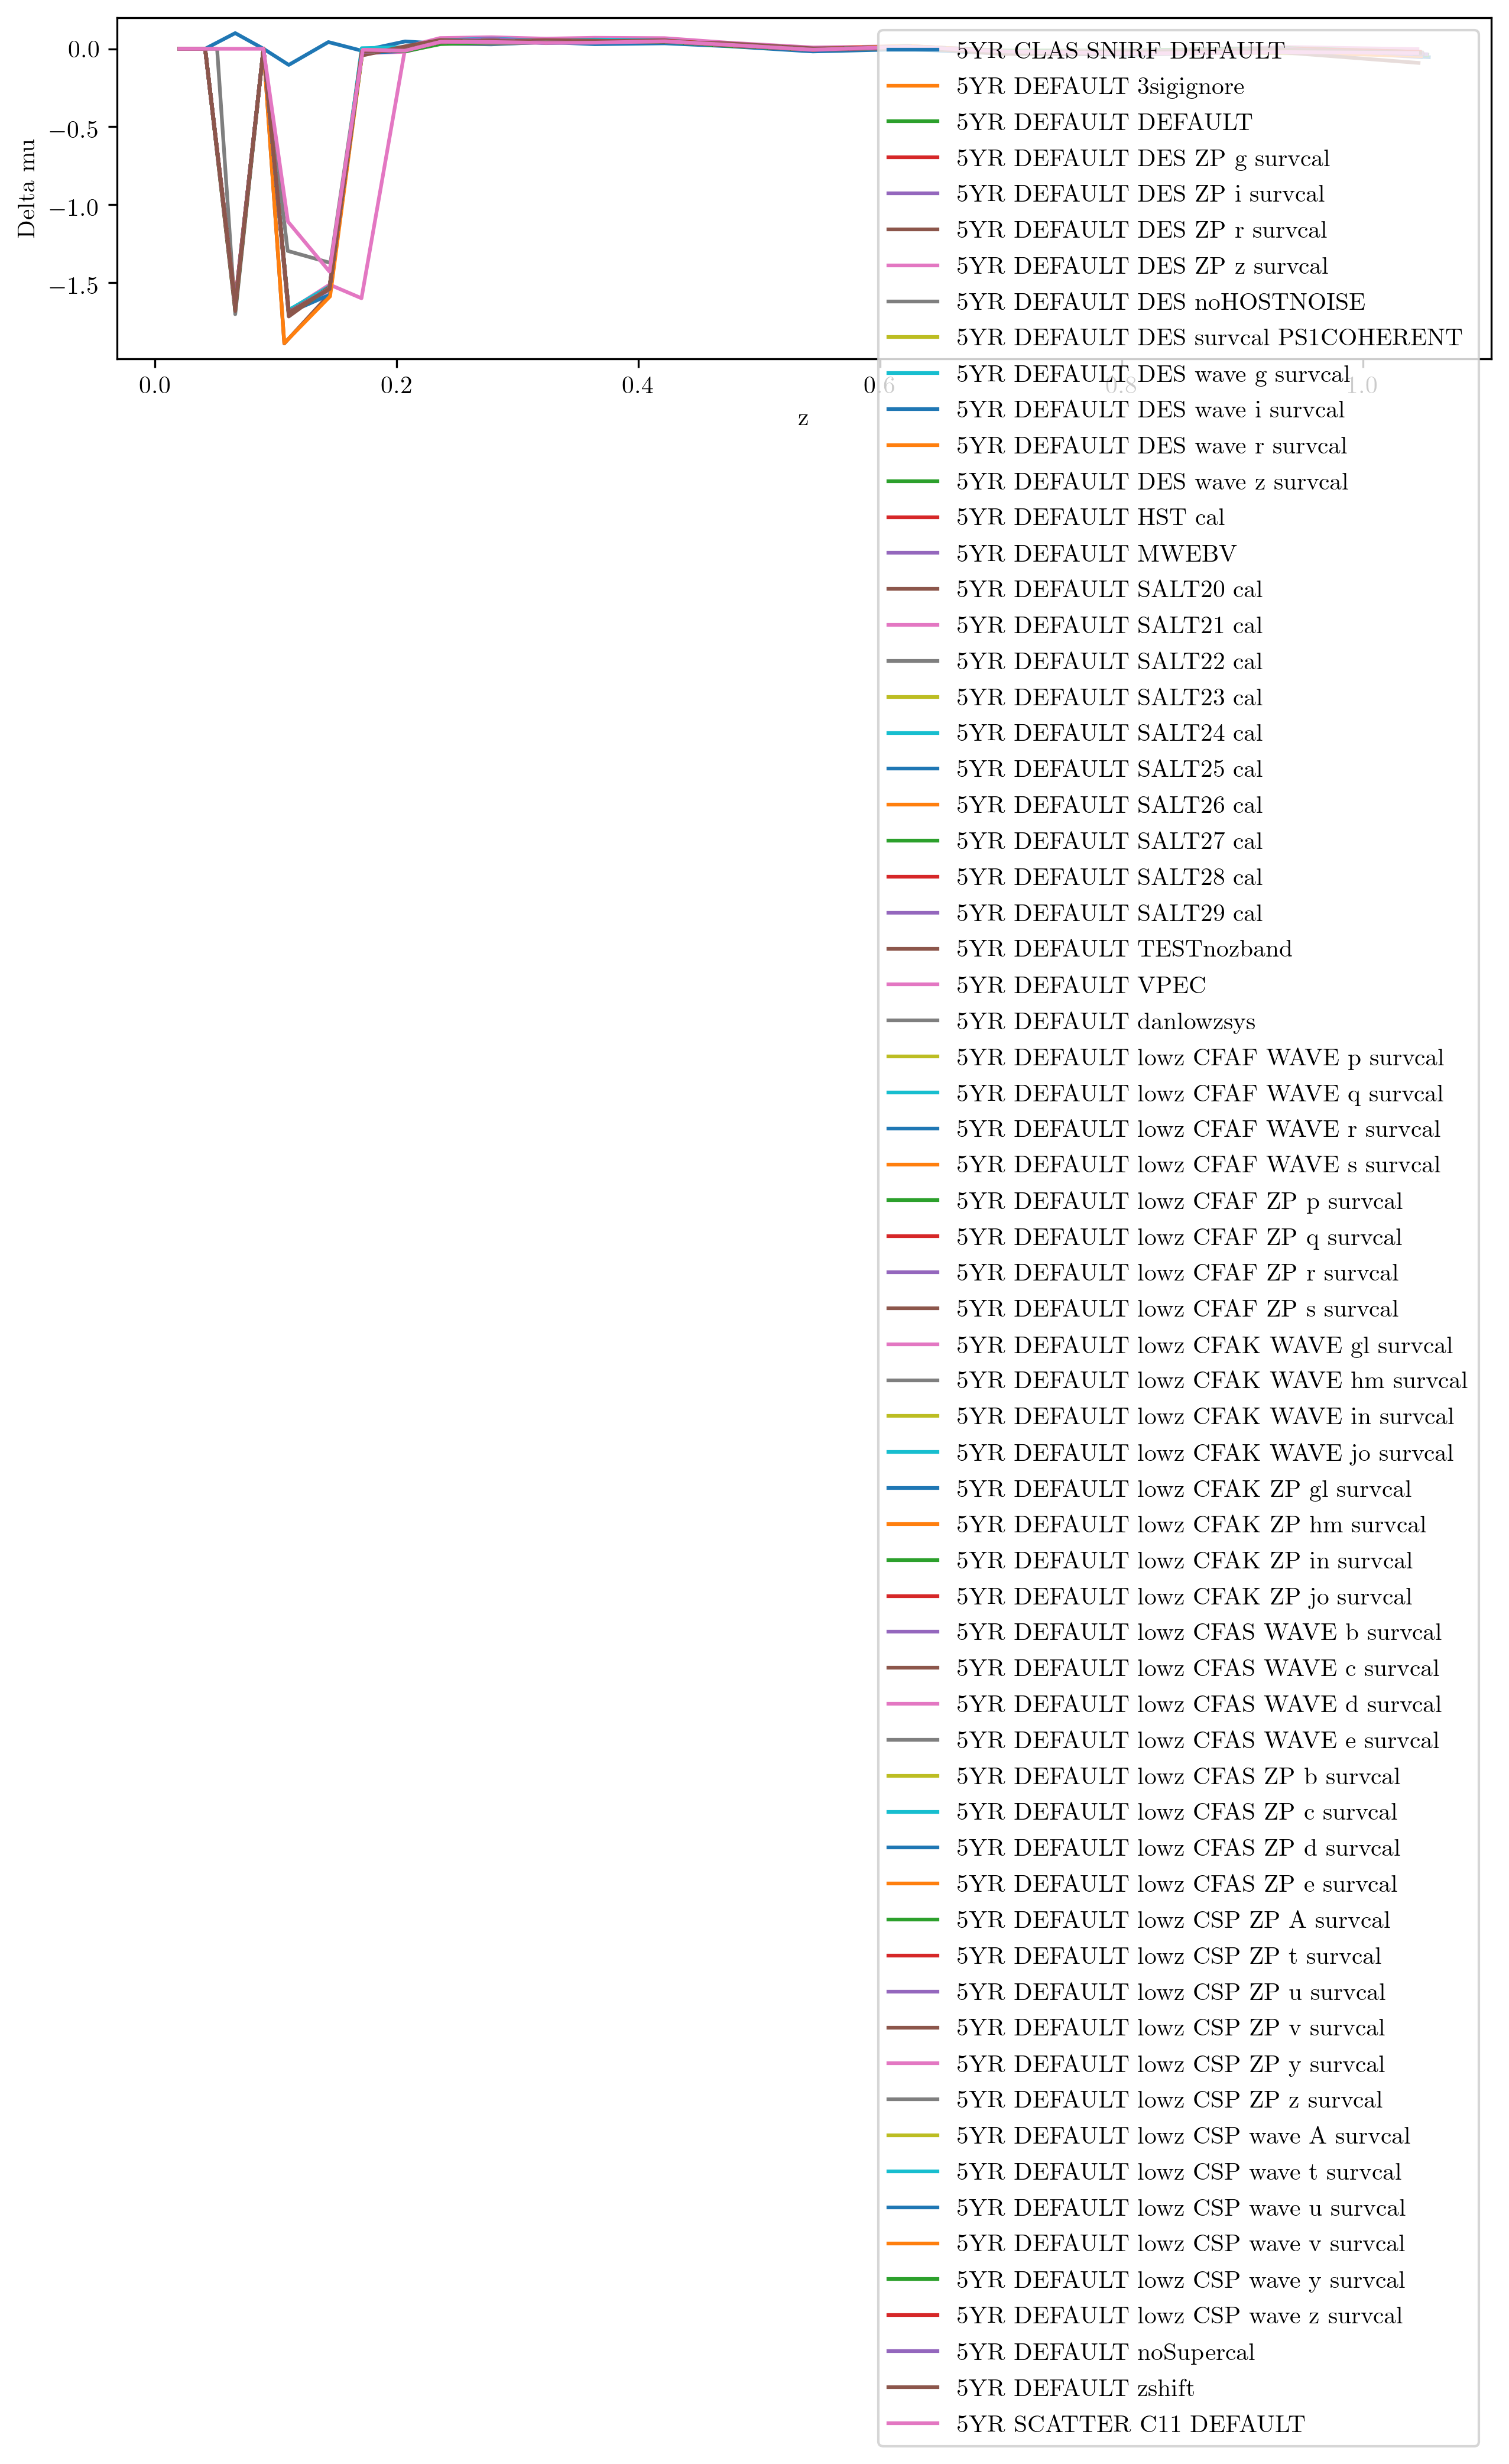 0.0
−0.5
−1.0
−1.5
Delta mu
0.0
0.2
0.4
0.6
0.8
1.0
z
5YR CLAS SNIRF DEFAULT
5YR DEFAULT 3sigignore
5YR DEFAULT DEFAULT
5YR DEFAULT DES ZP g survcal
5YR DEFAULT DES ZP i survcal
5YR DEFAULT DES ZP r survcal
5YR DEFAULT DES ZP z survcal
5YR DEFAULT DES noHOSTNOISE
5YR DEFAULT DES survcal PS1COHERENT
5YR DEFAULT DES wave g survcal
5YR DEFAULT DES wave i survcal
5YR DEFAULT DES wave r survcal
5YR DEFAULT DES wave z survcal
5YR DEFAULT HST cal
5YR DEFAULT MWEBV
5YR DEFAULT SALT20 cal
5YR DEFAULT SALT21 cal
5YR DEFAULT SALT22 cal
5YR DEFAULT SALT23 cal
5YR DEFAULT SALT24 cal
5YR DEFAULT SALT25 cal
5YR DEFAULT SALT26 cal
5YR DEFAULT SALT27 cal
5YR DEFAULT SALT28 cal
5YR DEFAULT SALT29 cal
5YR DEFAULT TESTnozband
5YR DEFAULT VPEC
5YR DEFAULT danlowzsys
5YR DEFAULT lowz CFAF WAVE p survcal
5YR DEFAULT lowz CFAF WAVE q survcal
5YR DEFAULT lowz CFAF WAVE r survcal
5YR DEFAULT lowz CFAF WAVE s survcal
5YR DEFAULT lowz CFAF ZP p survcal
5YR DEFAULT lowz CFAF ZP q survcal
5YR DEFAULT lowz CFAF ZP r survcal
5YR DEFAULT lowz CFAF ZP s survcal
5YR DEFAULT lowz CFAK WAVE gl survcal
5YR DEFAULT lowz CFAK WAVE hm survcal
5YR DEFAULT lowz CFAK WAVE in survcal
5YR DEFAULT lowz CFAK WAVE jo survcal
5YR DEFAULT lowz CFAK ZP gl survcal
5YR DEFAULT lowz CFAK ZP hm survcal
5YR DEFAULT lowz CFAK ZP in survcal
5YR DEFAULT lowz CFAK ZP jo survcal
5YR DEFAULT lowz CFAS WAVE b survcal
5YR DEFAULT lowz CFAS WAVE c survcal
5YR DEFAULT lowz CFAS WAVE d survcal
5YR DEFAULT lowz CFAS WAVE e survcal
5YR DEFAULT lowz CFAS ZP b survcal
5YR DEFAULT lowz CFAS ZP c survcal
5YR DEFAULT lowz CFAS ZP d survcal
5YR DEFAULT lowz CFAS ZP e survcal
5YR DEFAULT lowz CSP ZP A survcal
5YR DEFAULT lowz CSP ZP t survcal
5YR DEFAULT lowz CSP ZP u survcal
5YR DEFAULT lowz CSP ZP v survcal
5YR DEFAULT lowz CSP ZP y survcal
5YR DEFAULT lowz CSP ZP z survcal
5YR DEFAULT lowz CSP wave A survcal
5YR DEFAULT lowz CSP wave t survcal
5YR DEFAULT lowz CSP wave u survcal
5YR DEFAULT lowz CSP wave v survcal
5YR DEFAULT lowz CSP wave y survcal
5YR DEFAULT lowz CSP wave z survcal
5YR DEFAULT noSupercal
5YR DEFAULT zshift
5YR SCATTER C11 DEFAULT